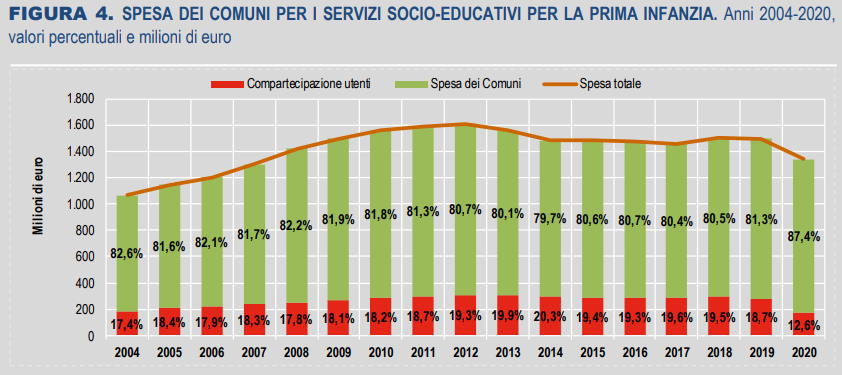 FIGURA 4. SPESA DEI COMUNI PER I SERVIZI SOCIO-EDUCATIVI PER LA PRIMA INFANZIA. Anni 2004-2020,
valori percentuali e milioni di euro
Compartecipazione utenti Spesa dei Comuni Spesa totale
Milioni di euro
1.800
1.600
1.400
1.200
1.000
800
600
400
200
0
82,6% 81,6% 82,1% 81,7% 82,2% 81,9% 81,8% 81,3% 80,7% 80,1% 79,7% 80,6% 80,7% 80,4% 80,5% 81,3% 87,4%
17,4% 18,4% 17,9% 18,3% 17,8% 18,1% 18,2% 18,7% 19,3% 19,9% 20,3% 19,4% 19,3% 19,6% 19,5% 18,7% 12,6%
2004 2005 2006 2007 2008 2009 2010 2011 2012 2013 2014 2015 2016 2017 2018 2019 2020